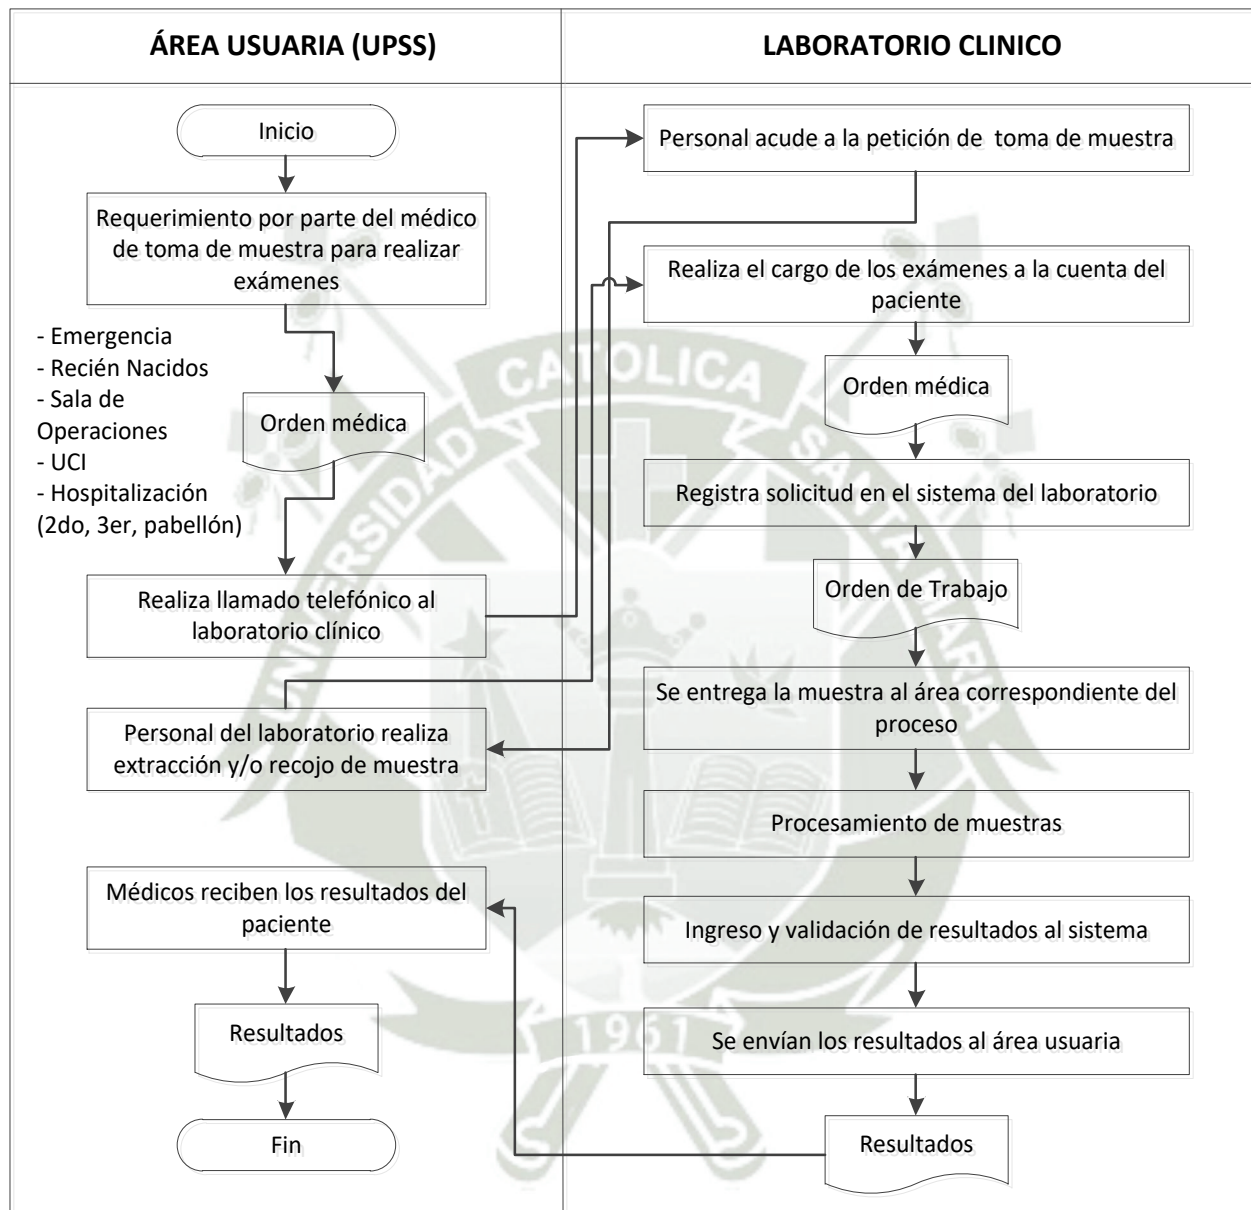 ÁREA USUARIA (UPSS)
LABORATORIO CLINICO
Inicio
Requerimiento por parte del médico
de toma de muestra para realizar
exámenes
- Emergencia
- Recién Nacidos
- Sala de
Operaciones
- UCI
- Hospitalización
(2do, 3er, pabellón)
Orden médica
Realiza llamado telefónico al
laboratorio clínico
Personal del laboratorio realiza
extracción y/o recojo de muestra
Médicos reciben los resultados del
paciente
Resultados
Fin
Personal acude a la petición de toma de muestra
Realiza el cargo de los exámenes a la cuenta del
paciente
Orden médica
Registra solicitud en el sistema del laboratorio
Orden de Trabajo
Se entrega la muestra al área correspondiente del
proceso
Procesamiento de muestras
Ingreso y validación de resultados al sistema
Se envían los resultados al área usuaria
Resultados
UNIVERSIDAD CATOLICA SANTA MARIA
1961